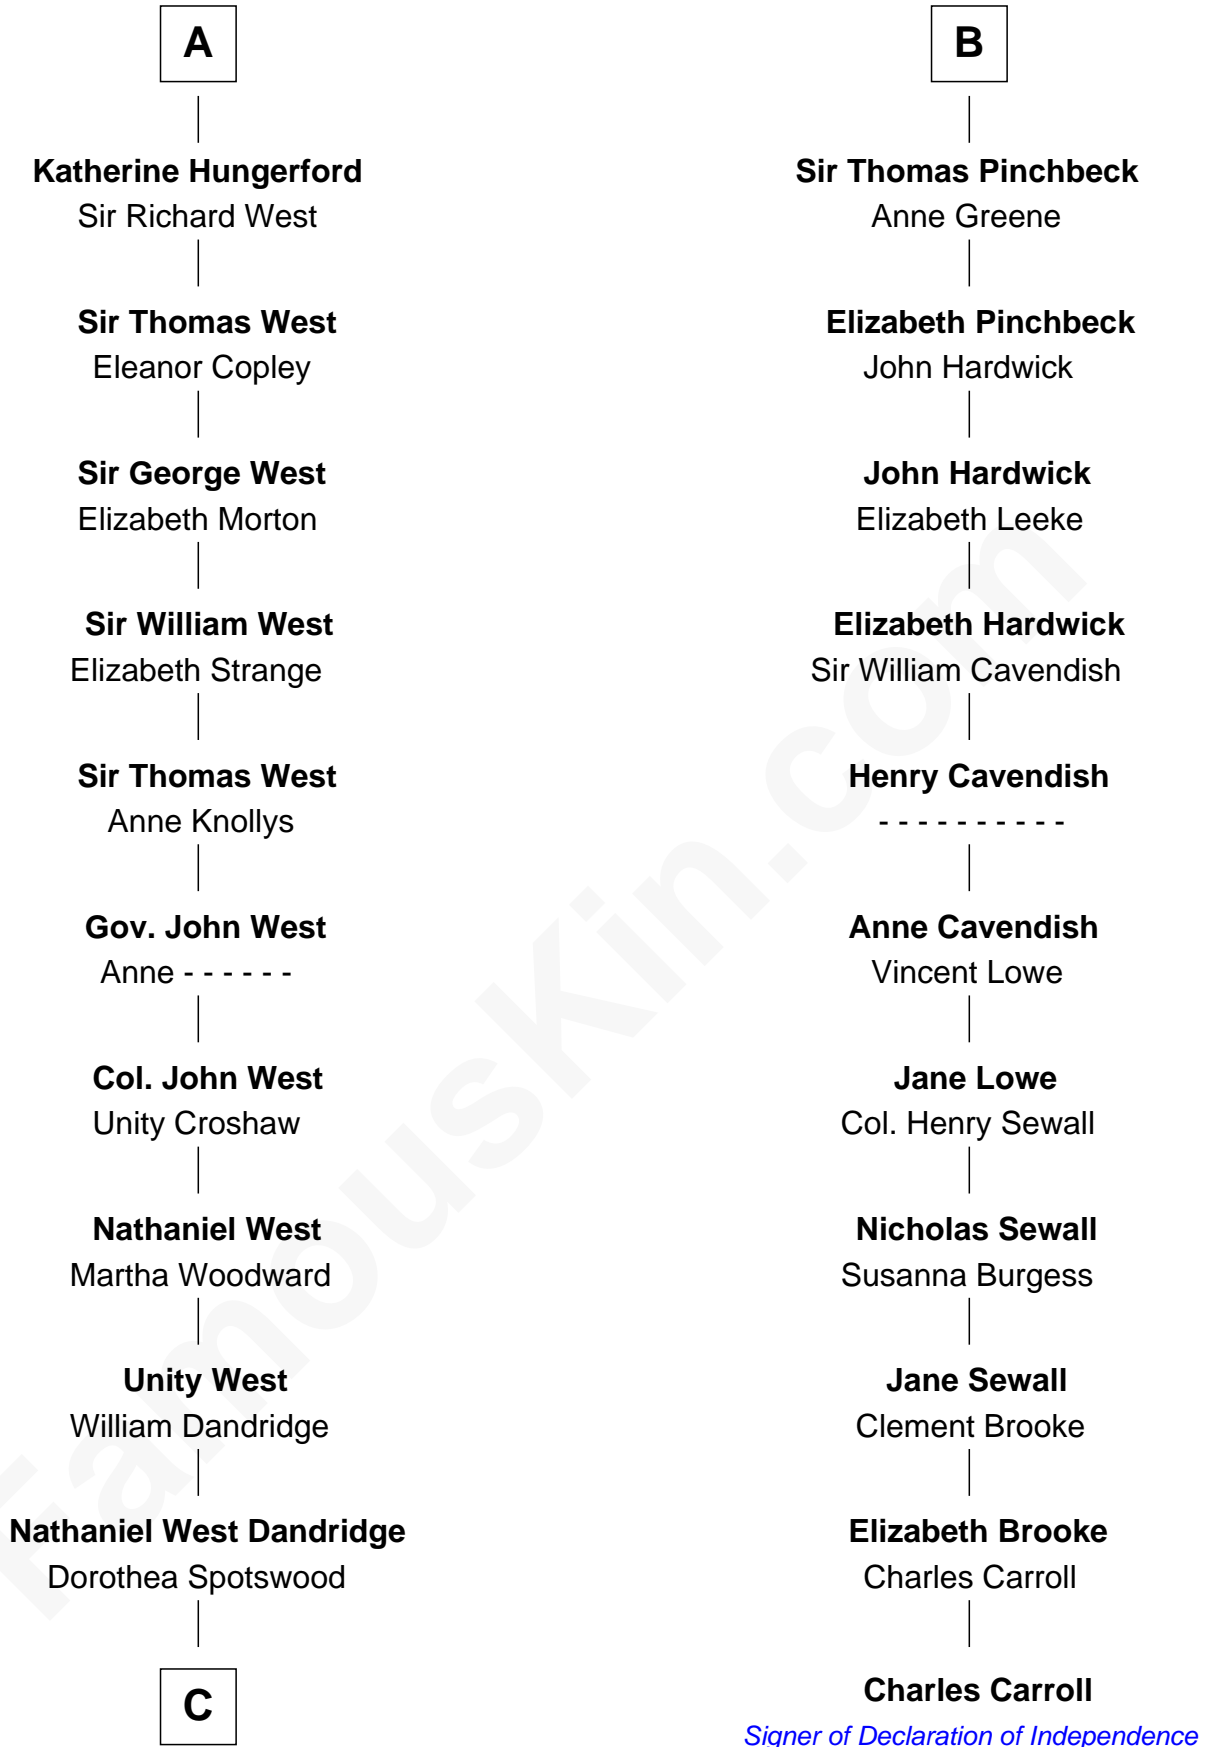 A
Katherine Hungerford
Sir Richard West
Sir Thomas West
Eleanor Copley
Sir George West
Elizabeth Morton
Sir William West
Elizabeth Strange
Sir Thomas West
Anne Knollys
Gov. John West
Anne - - - - - -
Col. John West
Unity Croshaw
Nathaniel West
Martha Woodward
Unity West
William Dandridge
Nathaniel West Dandridge
Dorothea Spotswood
C
B
Sir Thomas Pinchbeck
Anne Greene
Elizabeth Pinchbeck
John Hardwick
John Hardwick
Elizabeth Leeke
Elizabeth Hardwick
Sir William Cavendish
Henry Cavendish
- - - - - - - - - -
Anne Cavendish
Vincent Lowe
Jane Lowe
Col. Henry Sewall
Nicholas Sewall
Susanna Burgess
Jane Sewall
Clement Brooke
Elizabeth Brooke
Charles Carroll
Charles Carroll
Signer of Declaration of Independence
FamousKin.com